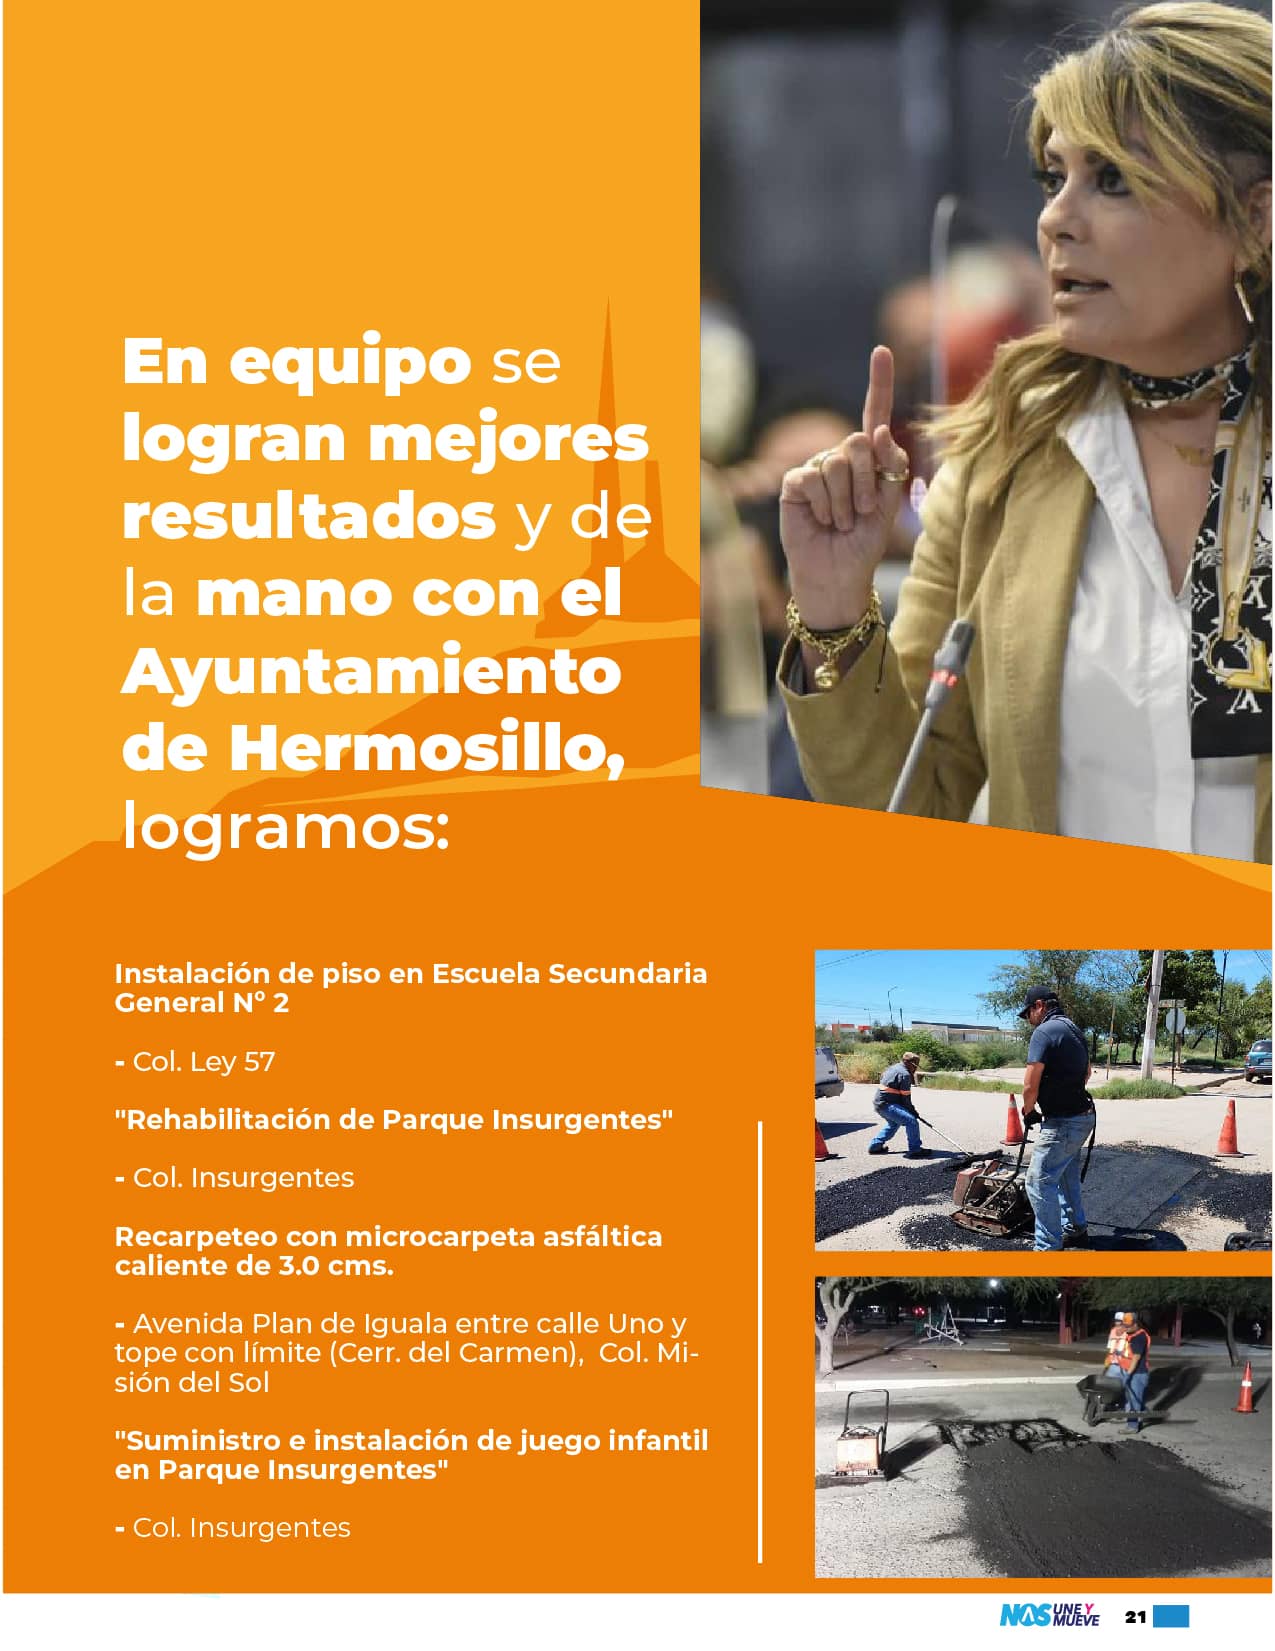 En equipo se
logran mejores
resultados y de
la mano con el
Ayuntamiento
de Hermosillo,
logramos:
Instalación de piso en Escuela Secundaria
General Nº 2
- Col. Ley 57
"Rehabilitación de Parque Insurgentes"
- Col. Insurgentes
Recarpeteo con microcarpeta asfáltica
caliente de 3.0 cms.
- Avenida Plan de Iguala entre calle Uno y
tope con límite (Cerr. del Carmen),  Col. Mi-
sión del Sol
"Suministro e instalación de juego infantil
en Parque Insurgentes"
- Col. Insurgentes
NOS UNE Y
MUEVE
21